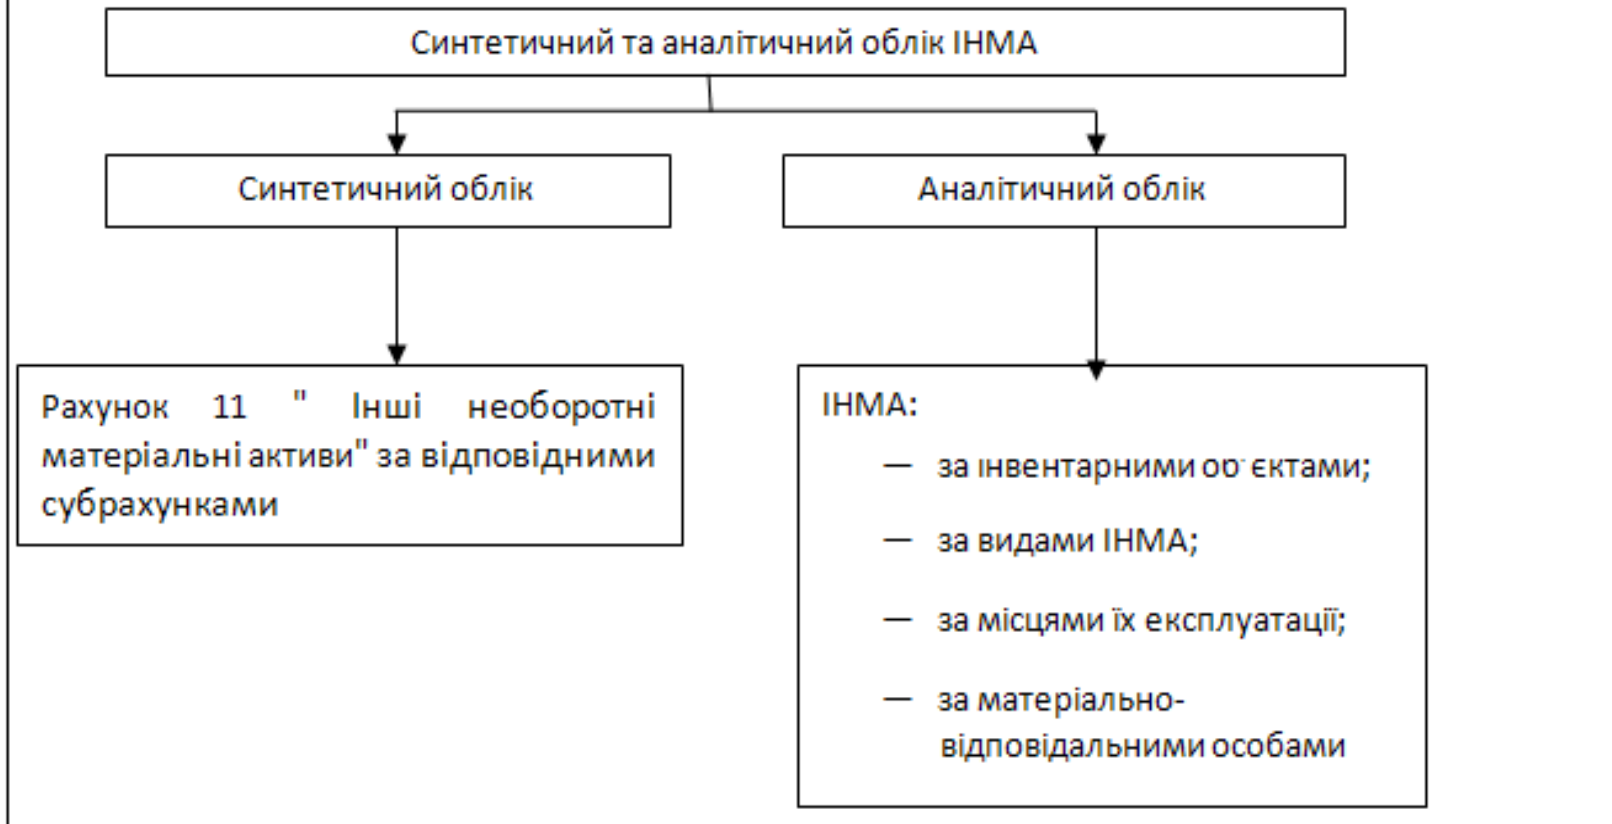 Синтетичний та аналітичний облік ІНМА
Синтетичний облік
Аналітичний облік
Рахунок 11 " Інші необоротні
матеріальні активи" за відповідними
субрахунками
ІНМА:
— за інвентарними об'єктами;
— за видами ІНМА;
— за місцями їх експлуатації;
— за матеріально-
відповідальними особами